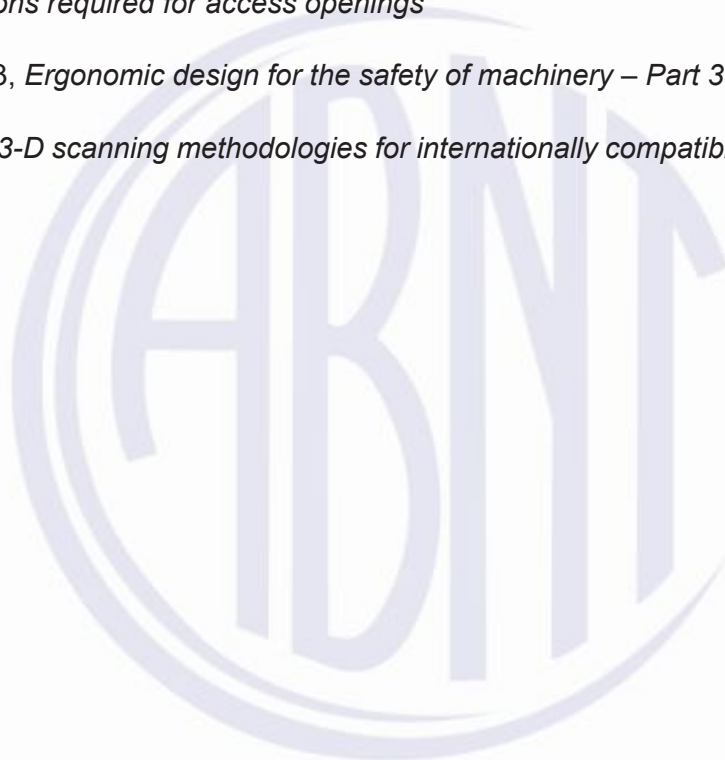 ons required for access openings
3, Ergonomic design for the safety of machinery – Part 3
3-D scanning methodologies for internationally compatib
ABNT